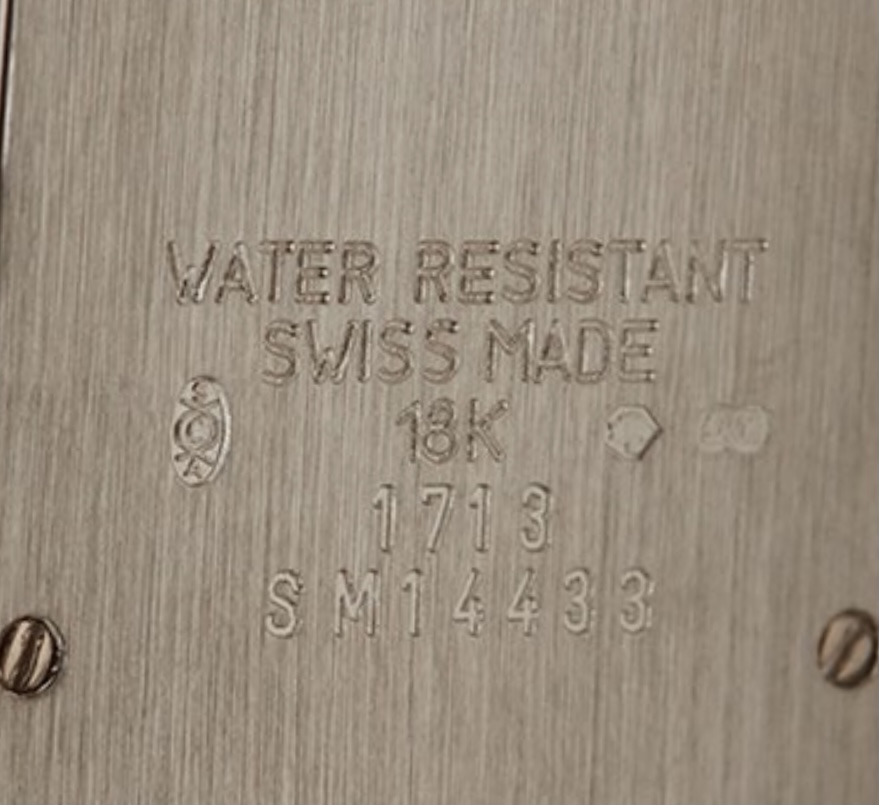 WATER RESISTANT
SWISS MADE
18K
1713
SM14433